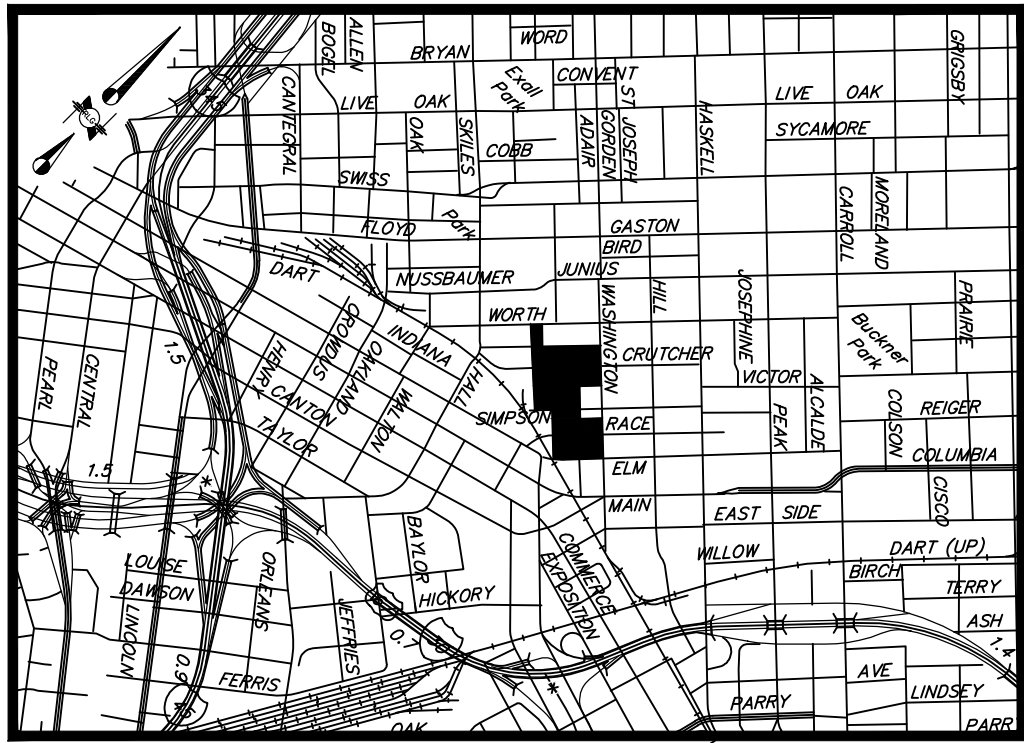 ALLEN
BOGEL
BRYAN
WORD
GRIGSBY
Exall
Park
CONVENT
ST
CANTEGRAL
LIVE OAK
LIVE OAK
OAK
SKILES
COBB
ADAIR
GORDEN
JOSEPH
HASKELL
SYCAMORE
SWISS
CARROLL
MORELAND
FLOYD
Park
GASTON
BIRD
DART
NUSSBAUMER
JUNIUS
WASHINGTON
HILL
JOSEPHINE
PRAIRIE
WORTH
CROWDUS
INDIANA
CRUTCHER
Buckner
Park
1.5
HENRY
OAKLAND
HALL
VICTOR
PEARL
CENTRAL
CANTON
WALTON
SIMPSON
RACE
PEAK
ALCALDE
COLSON
REIGER
TAYLOR
COLUMBIA
1.5
ELM
CISCO
MAIN
EAST SIDE
BAYLOR
COMMERCE
EXPOSITION
WILLOW
DART (UP)
LOUISE
ORLEANS
BIRCH
DAWSON
HICKORY
TERRY
LINCOLN
JEFFRIES
ASH
0.7
1.4
0.9
FERRIS
AVE
LINDSEY
45
PARRY
OAK
PARRY